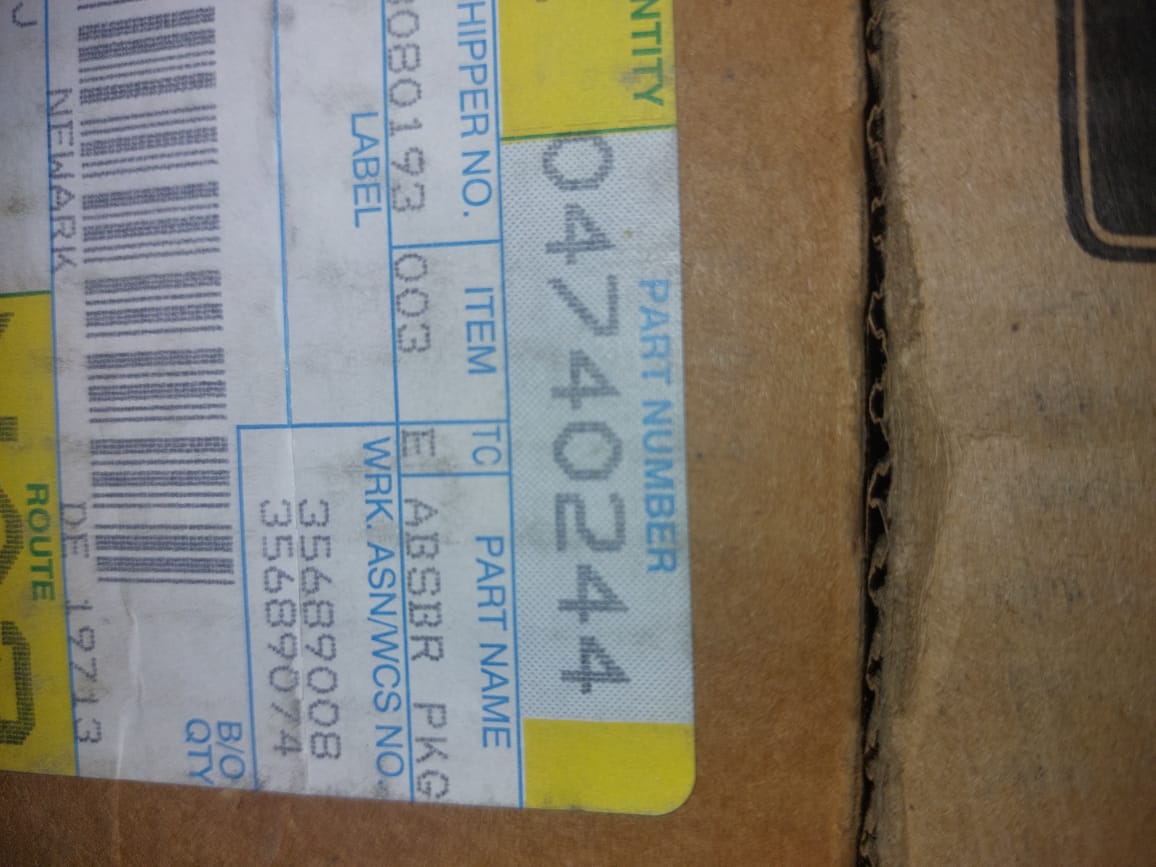 NTITY
PART NUMBER
04740244
HIPPER NO. ITEM TC PART NAME
0080193 003 E ABSBR PKG
LABEL
WRK. ASN/WCS NO.
35689008
35689074
B/O
QTY
NEWARK DE 19713
ROUTE